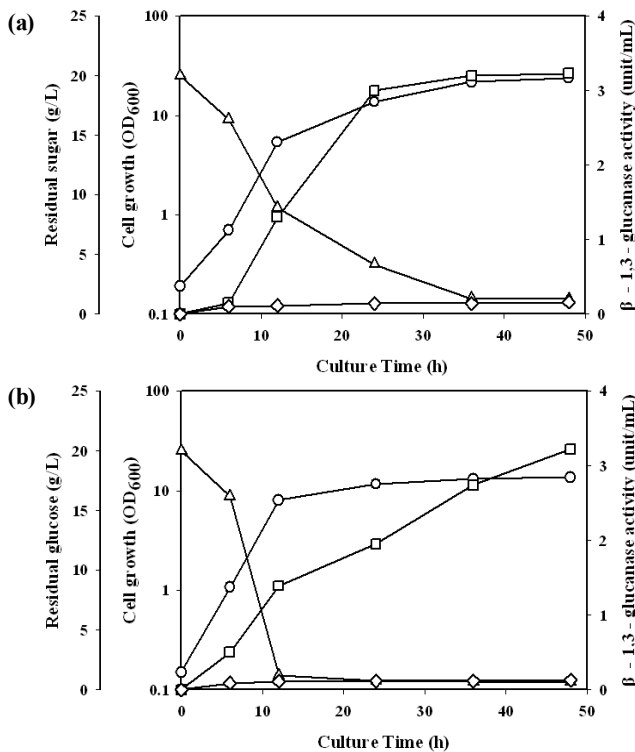 (a)
Residual sugar (g/L)
25
20
15
10
5
0
Cell growth (OD600)
100
10
1
0.1
β - 1,3 - glucanase activity (unit/mL)
4
3
2
1
0
0 10 20 30 40 50
Culture Time (h)
(b)
Residual glucose (g/L)
25
20
15
10
5
0
Cell growth (OD600)
100
10
1
0.1
β - 1,3 - glucanase activity (unit/mL)
4
3
2
1
0
0 10 20 30 40 50
Culture Time (h)